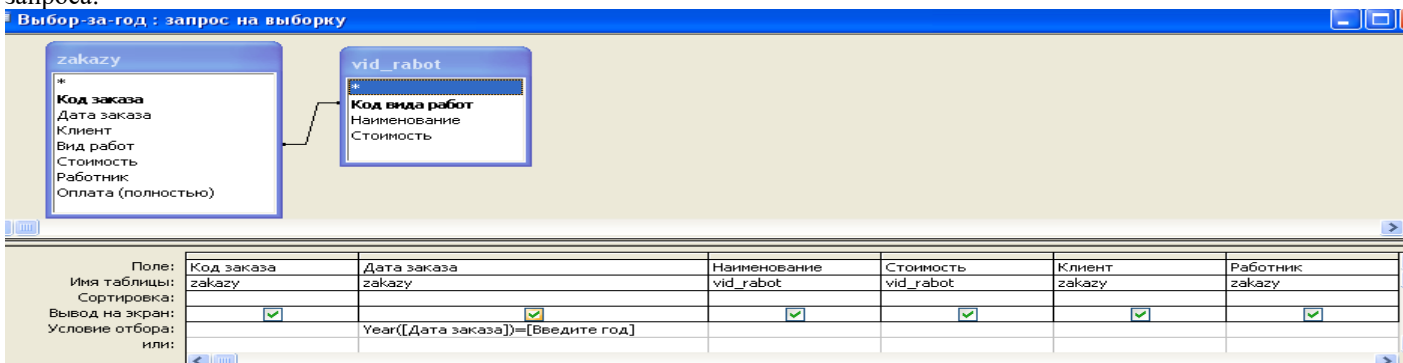 запроса:
Выбор-за-год : запрос на выборку
zakazy
*
Код заказа
Дата заказа
Клиент
Вид работ
Стоимость
Работник
Оплата (полностью)
vid_rabot
*
Код вида работ
Наименование
Стоимость
Поле: Код заказа Дата заказа Наименование Стоимость Клиент Работник
Имя таблицы: zakazy zakazy vid_rabot vid_rabot zakazy zakazy
Сортировка:
Вывод на экран:
Условие отбора: Year([Дата заказа])=[Введите год]
или: